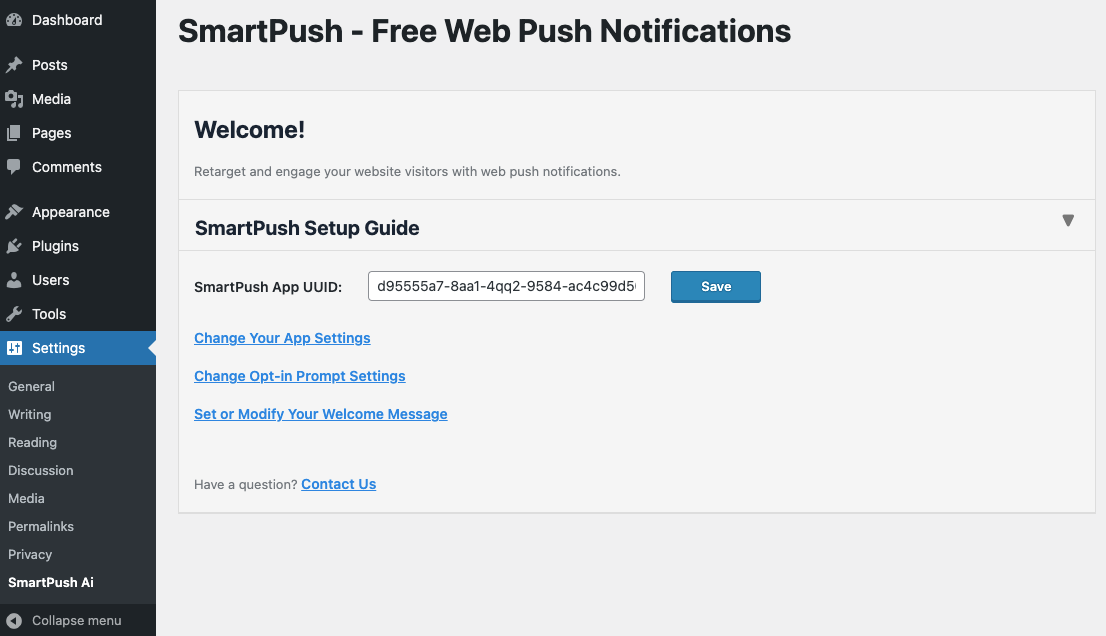 Dashboard
Posts
Media
Pages
Comments
Appearance
Plugins
Users
Tools
Settings
General
Writing
Reading
Discussion
Media
Permalinks
Privacy
SmartPush Ai
Collapse menu
SmartPush - Free Web Push Notifications
Welcome!
Retarget and engage your website visitors with web push notifications.
SmartPush Setup Guide
SmartPush App UUID: d95555a7-8aa1-4qq2-9584-ac4c99d5 Save
Change Your App Settings
Change Opt-in Prompt Settings
Set or Modify Your Welcome Message
Have a question? Contact Us